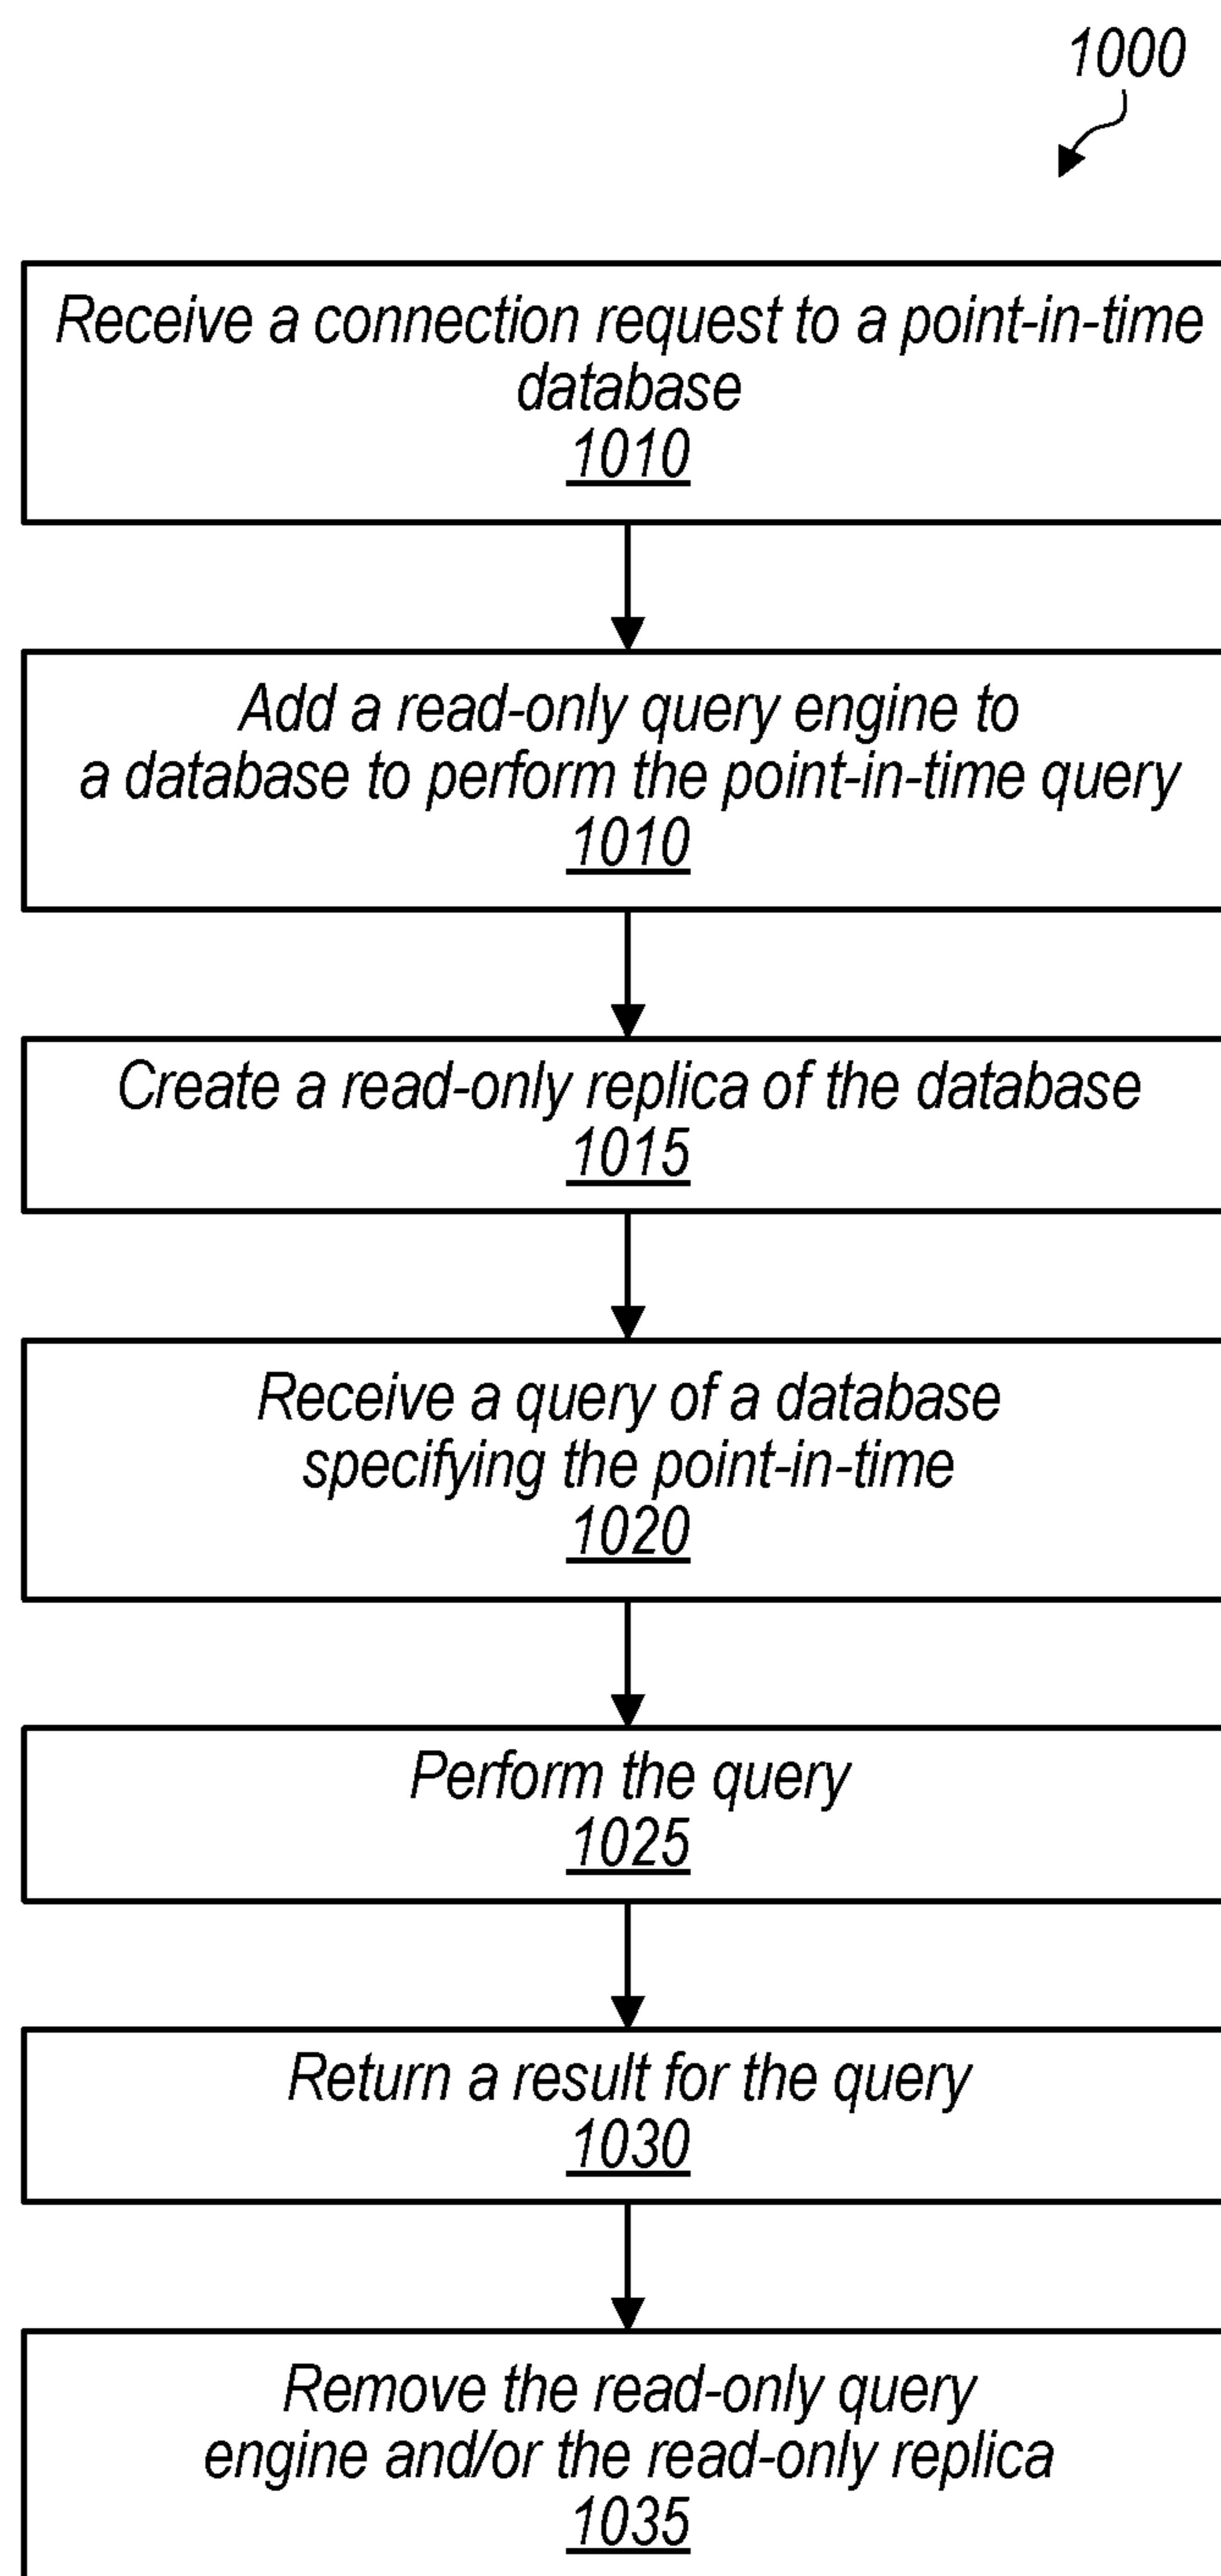 1000
Receive a connection request to a point-in-time
database
1010
Add a read-only query engine to
a database to perform the point-in-time query
1010
Create a read-only replica of the database
1015
Receive a query of a database
specifying the point-in-time
1020
Perform the query
1025
Return a result for the query
1030
Remove the read-only query
engine and/or the read-only replica
1035